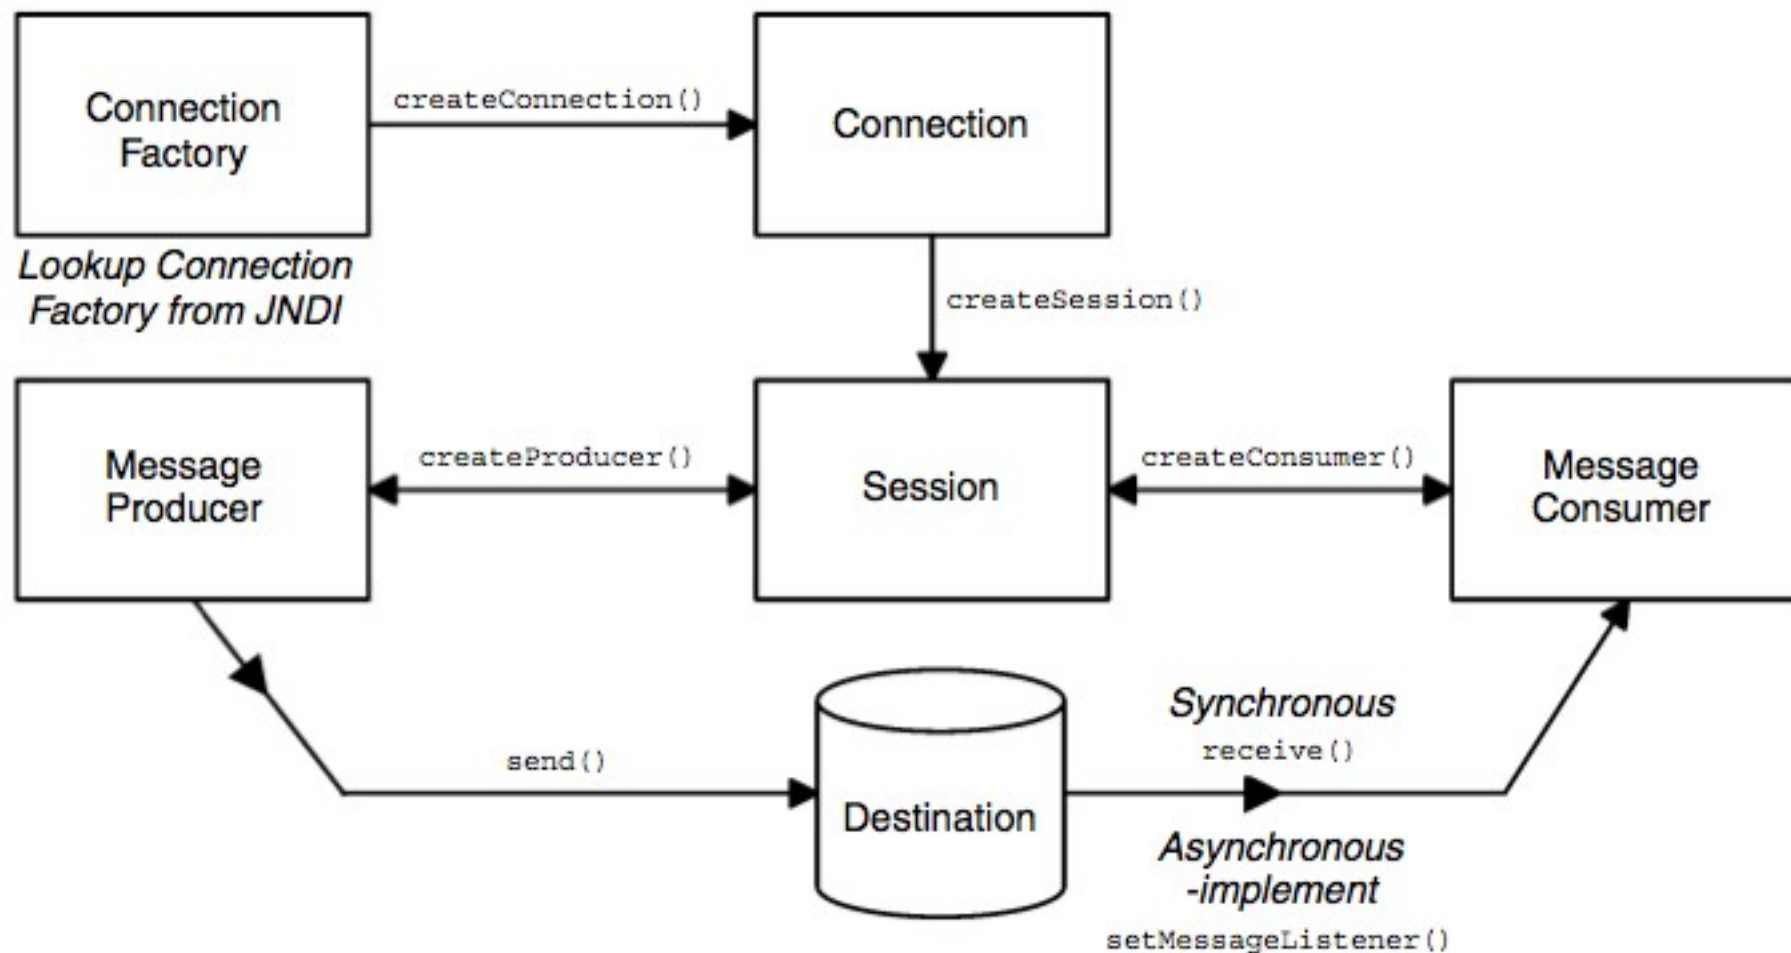 Connection
Factory
createConnection()
Connection
Lookup Connection
Factory from JNDI
createSession()
Message
Producer
createProducer()
Session
createConsumer()
Message
Consumer
send()
Destination
Synchronous
receive()
Asynchronous
-implement
setMessageListener()